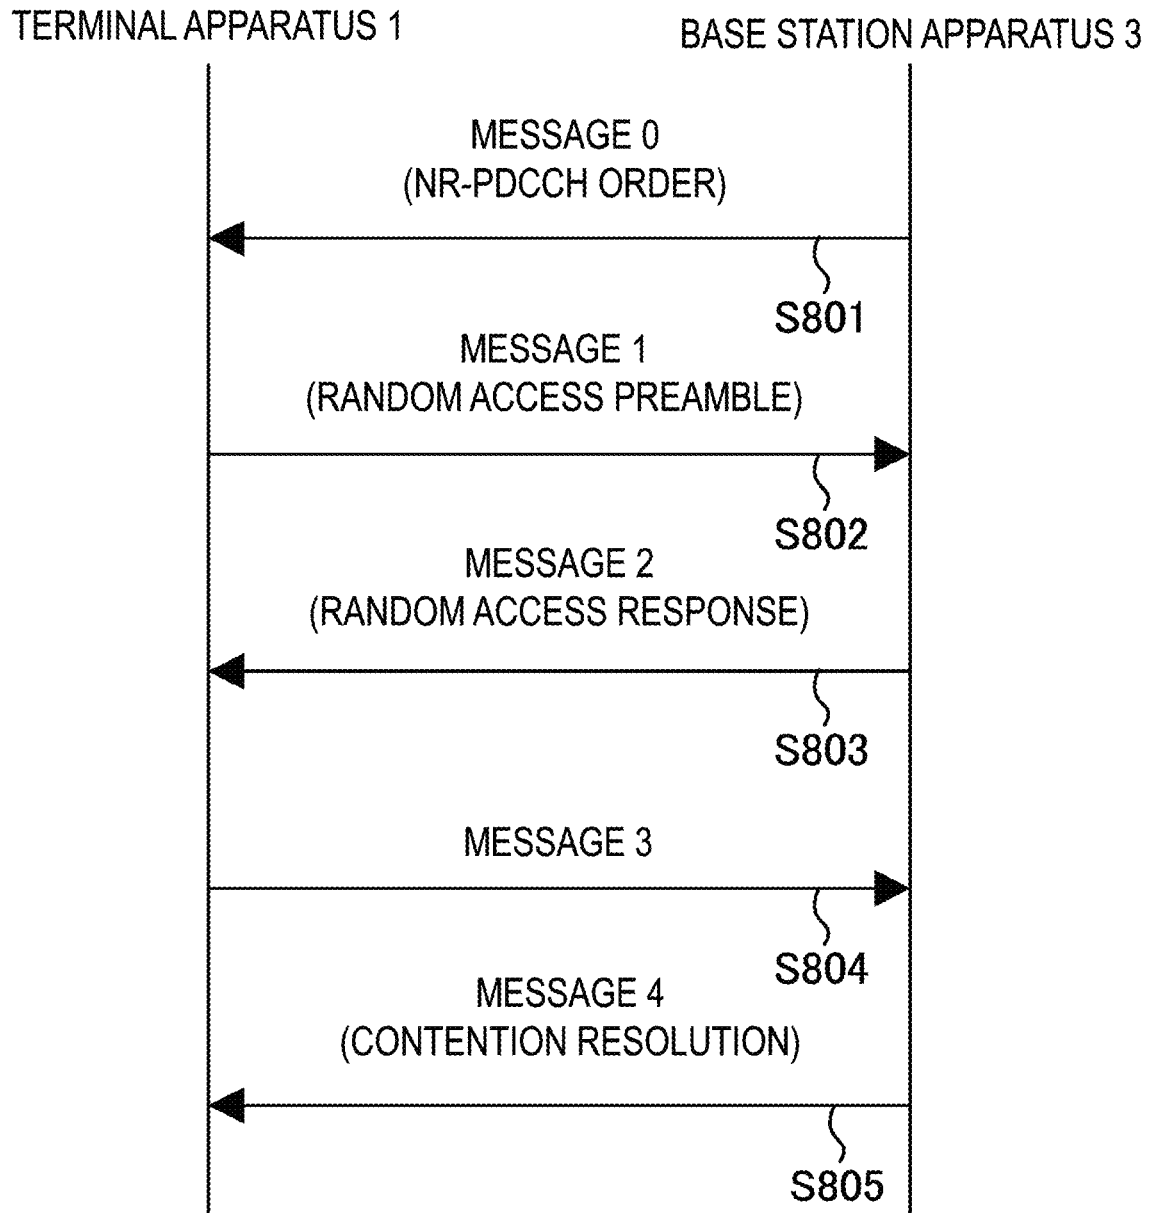 TERMINAL APPARATUS 1
BASE STATION APPARATUS 3
MESSAGE 0
(NR-PDCCH ORDER)
S801
MESSAGE 1
(RANDOM ACCESS PREAMBLE)
S802
MESSAGE 2
(RANDOM ACCESS RESPONSE)
S803
MESSAGE 3
S804
MESSAGE 4
(CONTENTION RESOLUTION)
S805